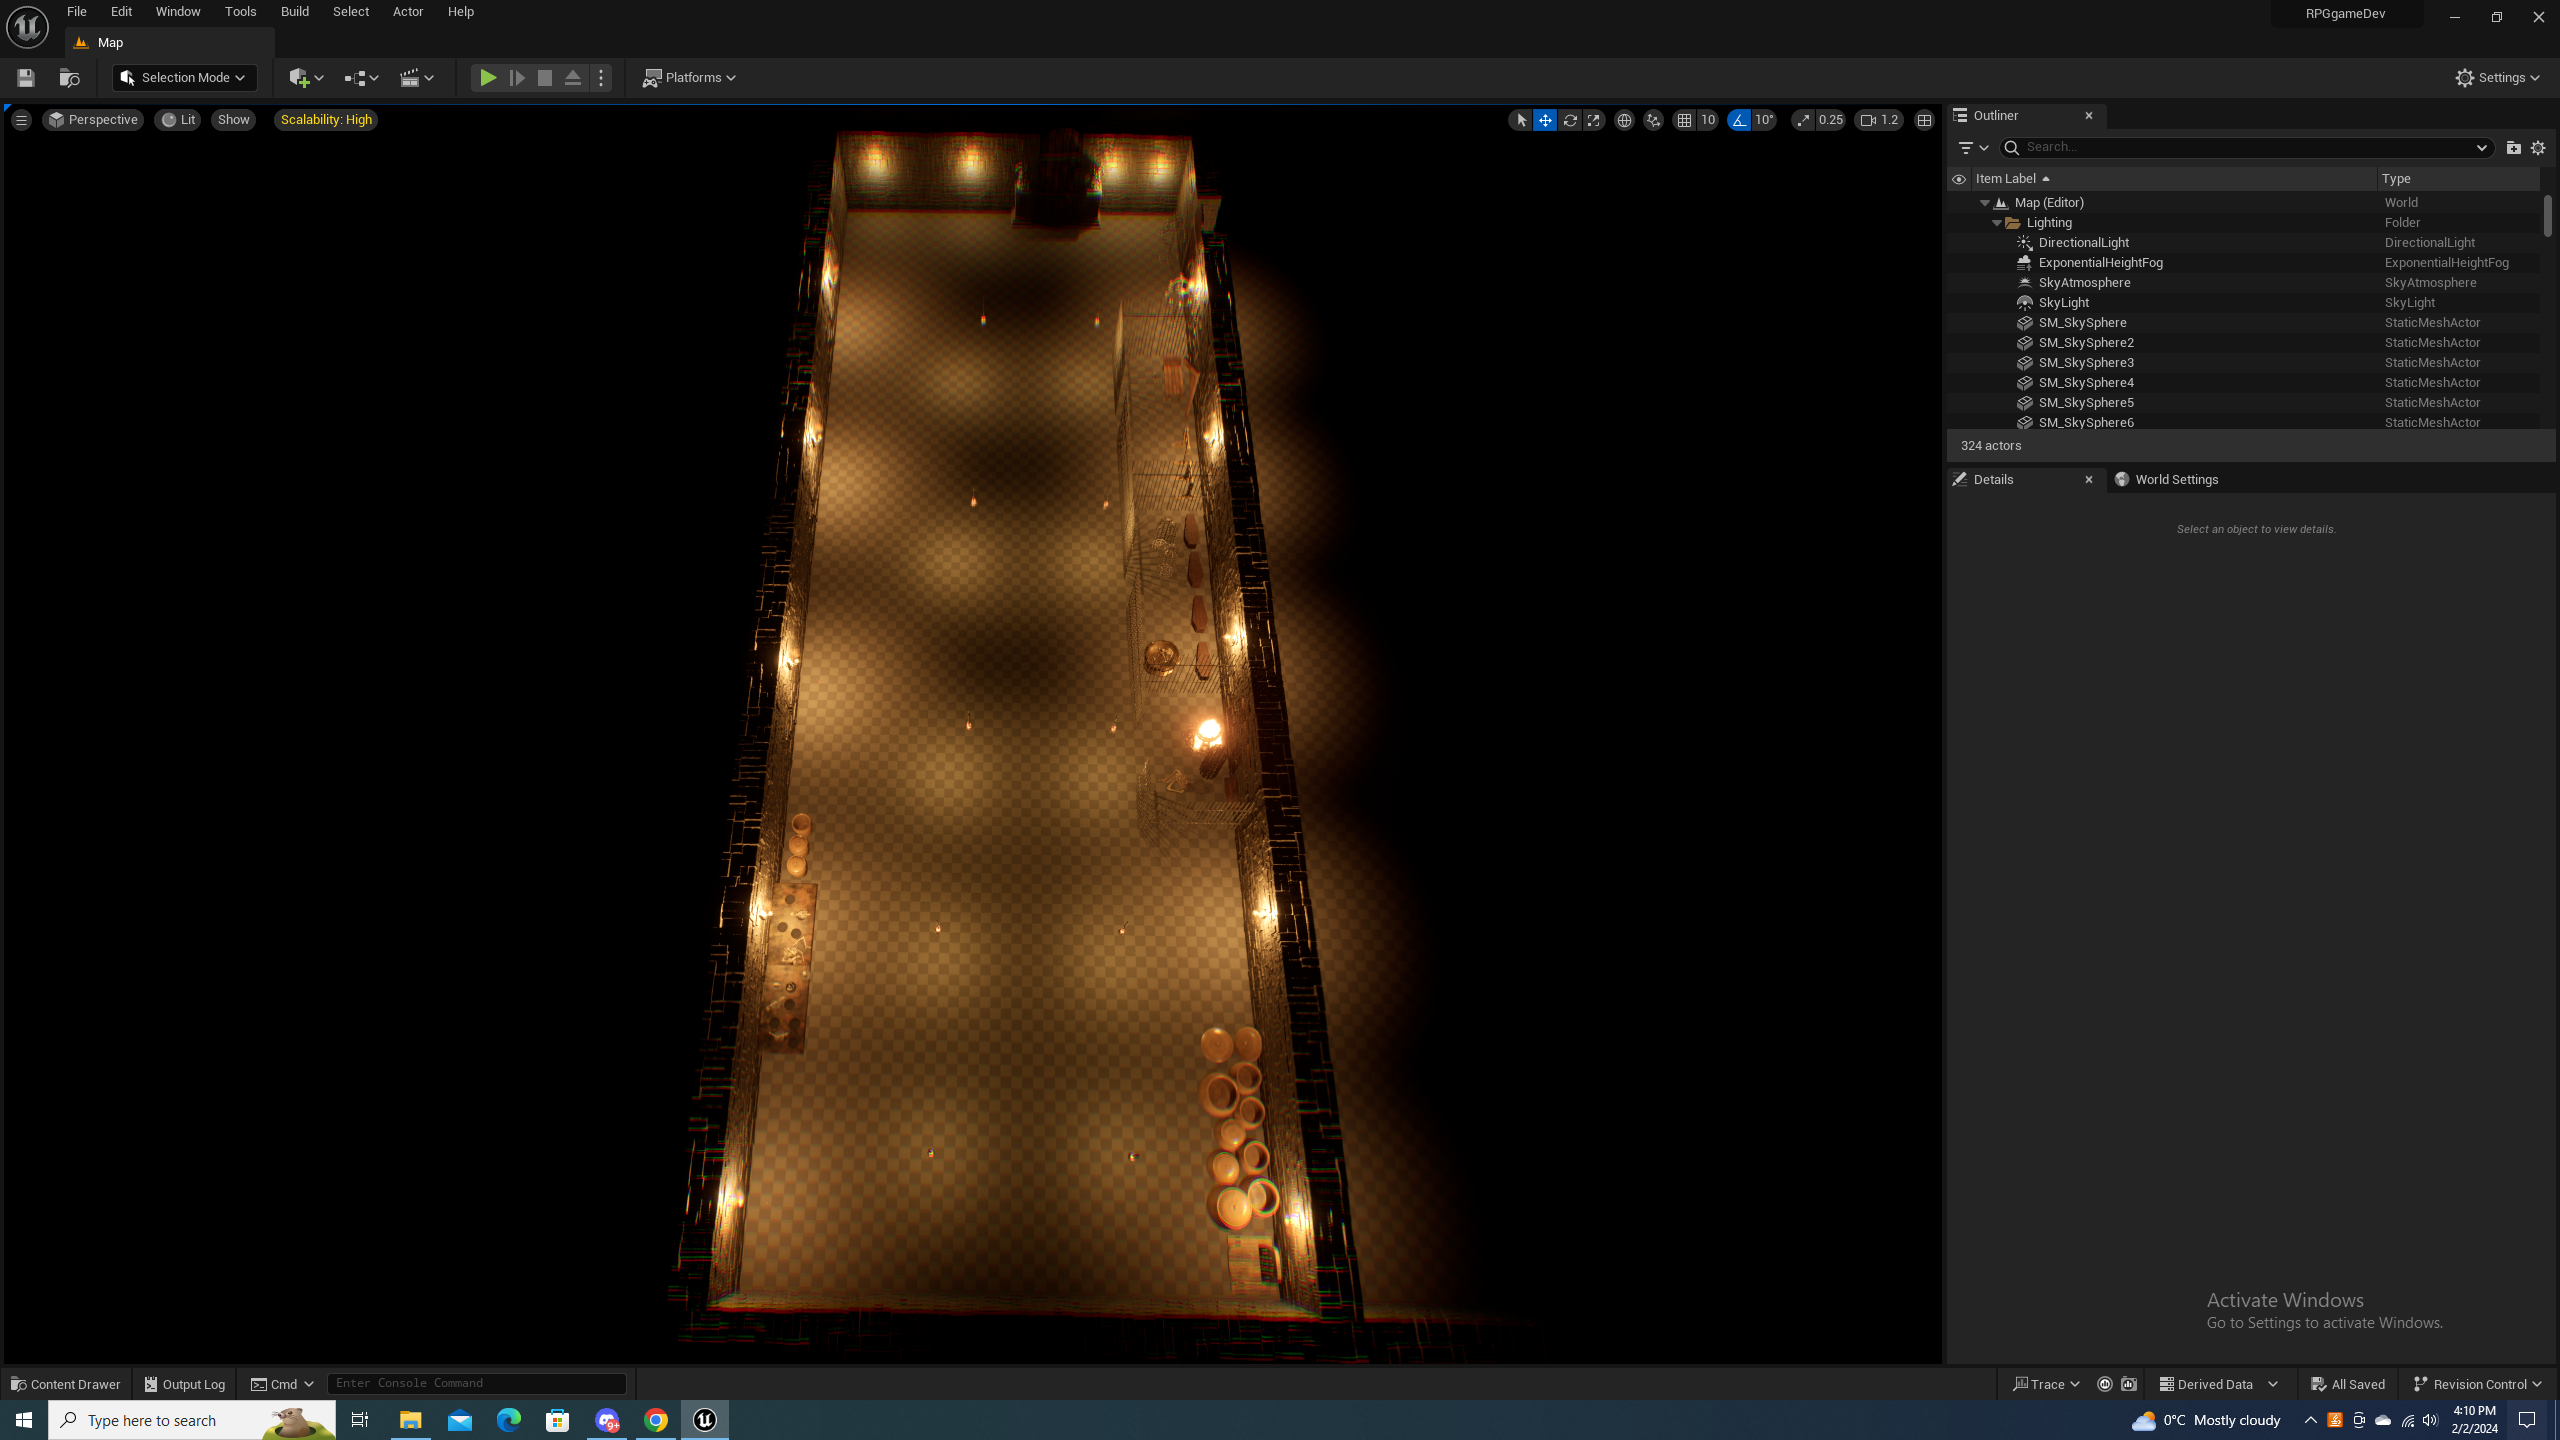 File Edit Window Tools Build Select Actor Help
RPGgameDev
Map
Selection Mode
Platforms
Settings
Perspective Lit Show Scalability: High
10 10° 0.25 1.2
Outliner
Search...
Item Label Type
Map (Editor) World
Lighting Folder
DirectionalLight DirectionalLight
ExponentialHeightFog ExponentialHeightFog
SkyAtmosphere SkyAtmosphere
SkyLight SkyLight
SM_SkySphere StaticMeshActor
SM_SkySphere2 StaticMeshActor
SM_SkySphere3 StaticMeshActor
SM_SkySphere4 StaticMeshActor
SM_SkySphere5 StaticMeshActor
SM_SkySphere6 StaticMeshActor
324 actors
Details World Settings
Select an object to view details.
Activate Windows
Go to Settings to activate Windows.
Content Drawer Output Log Cmd Enter Console Command
Trace Derived Data All Saved Revision Control
Type here to search
9+
0°C Mostly cloudy
4:10 PM
2/2/2024